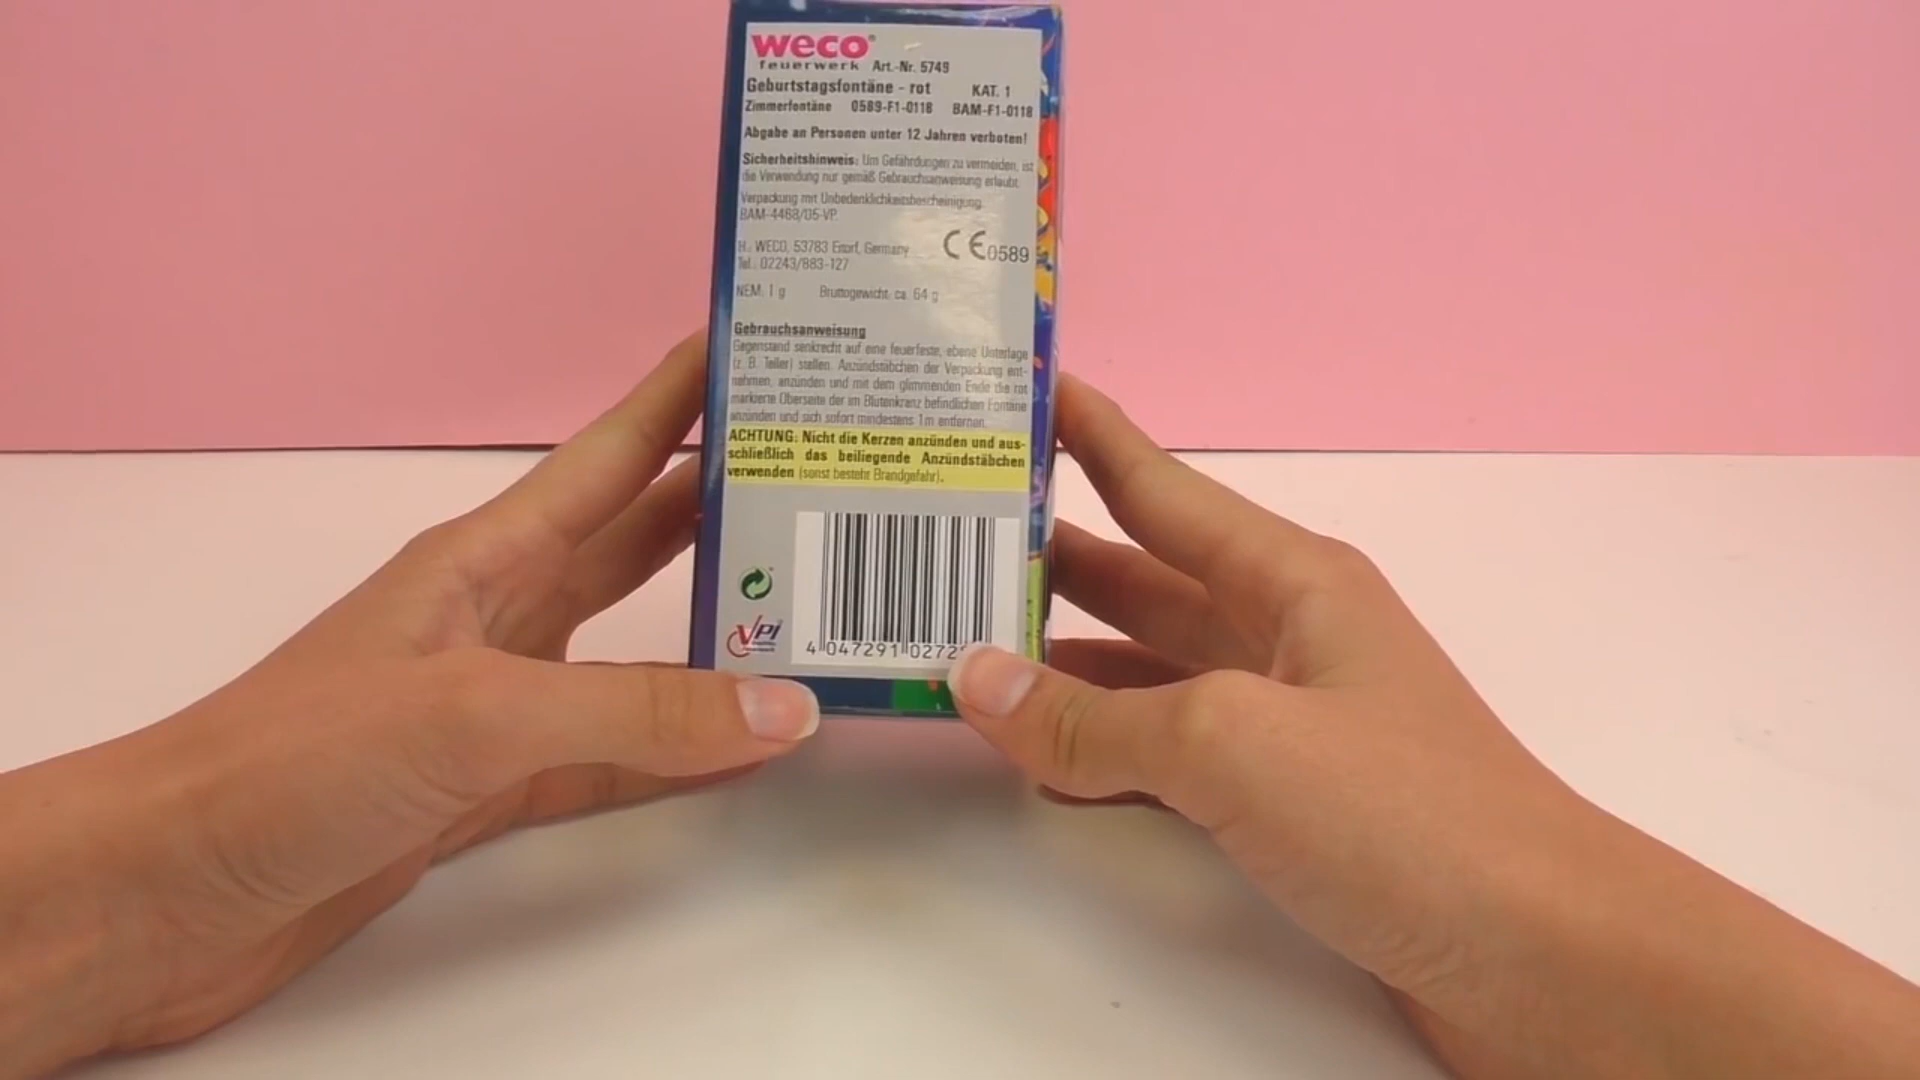 weco®
feuerwerk Art.-Nr. 5749
Geburtstagsfontäne - rot KAT. 1
Zimmerfontäne 0589-F1-0118 BAM-F1-0118
Abgabe an Personen unter 12 Jahren verboten!
Sicherheitshinweis: Um Gefährdungen zu vermeiden, ist
die Verwendung nur gemäß Gebrauchsanweisung erlaubt.
Verpackung mit Unbedenklichkeitsbescheinigung
BAM-4468/05-VP.
H.: WECO, 53783 Eitorf, Germany
CE0589
Tel.: 02243/883-127
NEM: 1 g Bruttogewicht: ca. 64 g
Gebrauchsanweisung
Gegenstand senkrecht auf eine feuerfeste, ebene Unterlage
(z. B. Teller) stellen. Anzündstäbchen der Verpackung ent-
nehmen, anzünden und mit dem glimmenden Ende die rot
markierte Oberseite der im Blütenkranz befindlichen Fontäne
anzünden und sich sofort mindestens 1m entfernen.
ACHTUNG: Nicht die Kerzen anzünden und aus-
schließlich das beiliegende Anzündstäbchen
verwenden (sonst besteht Brandgefahr).
VPI
4 047291 0272